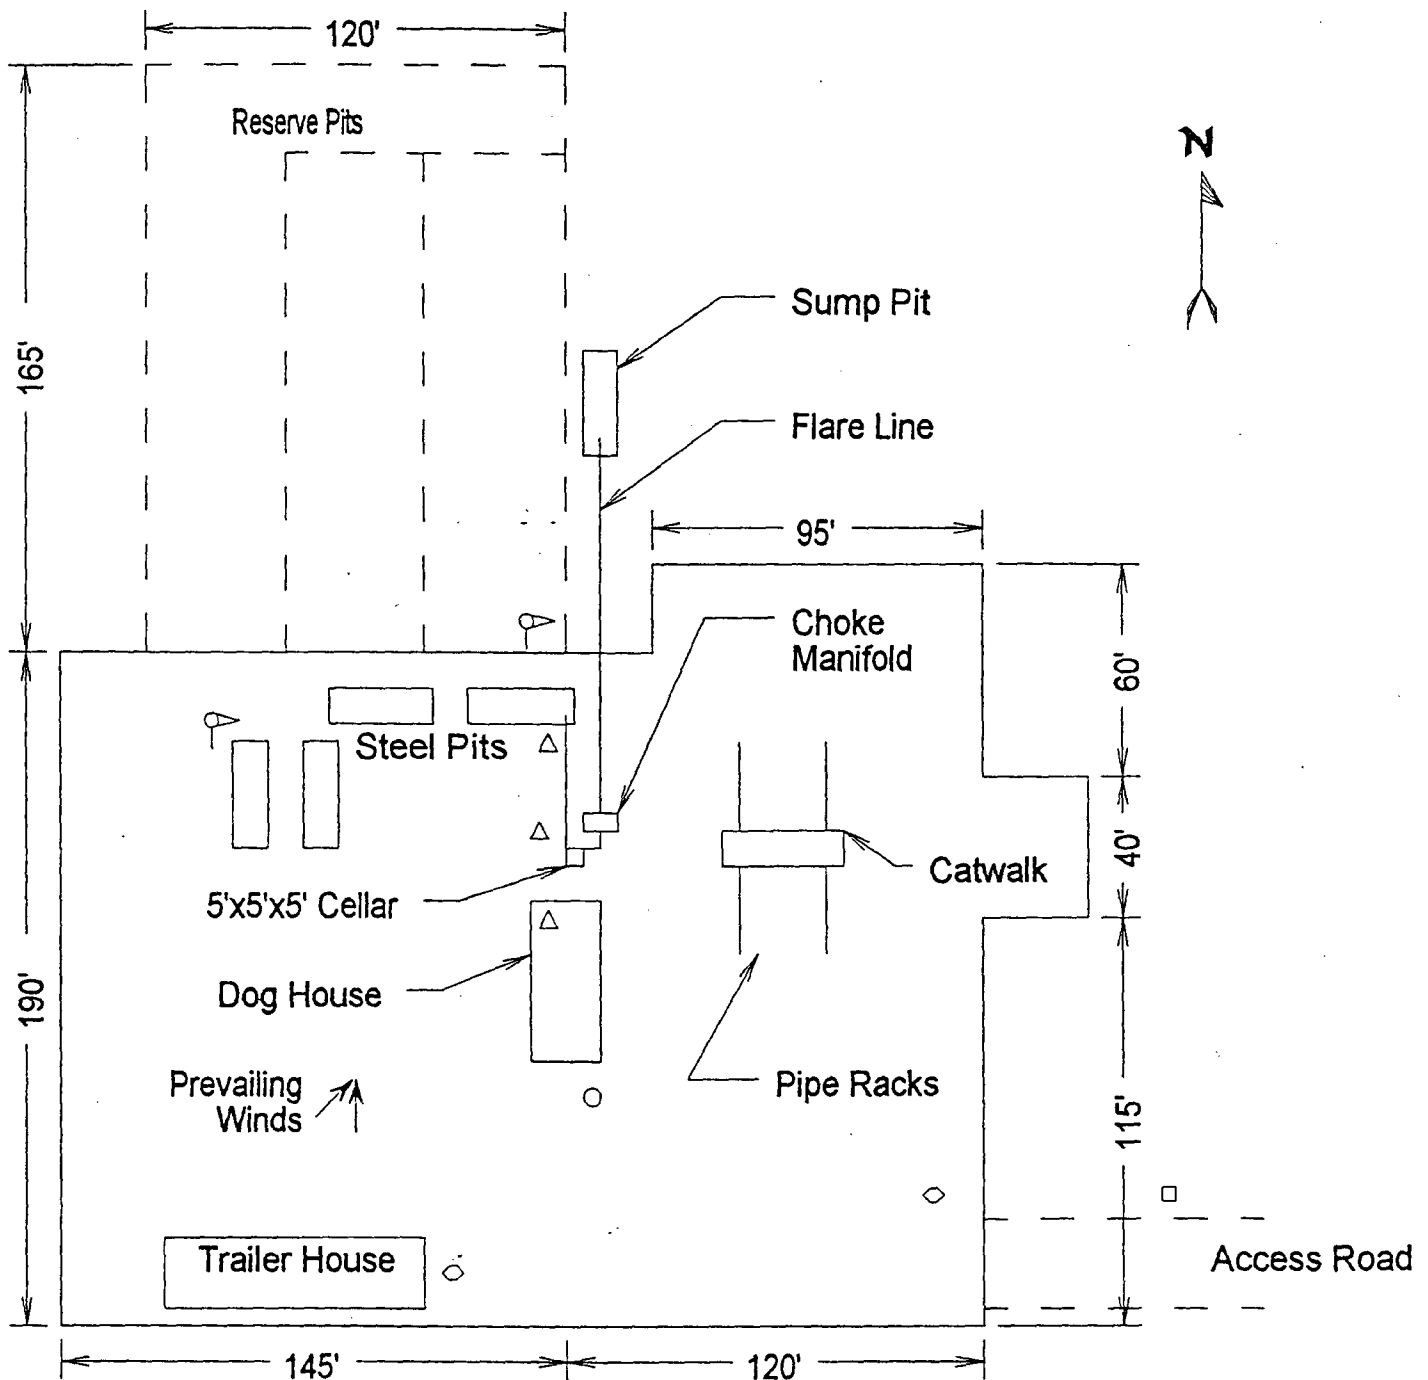 120'
Reserve Pits
N
Sump Pit
165'
Flare Line
95'
Choke
Manifold
60'
Steel Pits
40'
Catwalk
5'x5'x5' Cellar
190'
Dog House
Prevailing
Winds
Pipe Racks
115'
Trailer House
Access Road
145'
120'